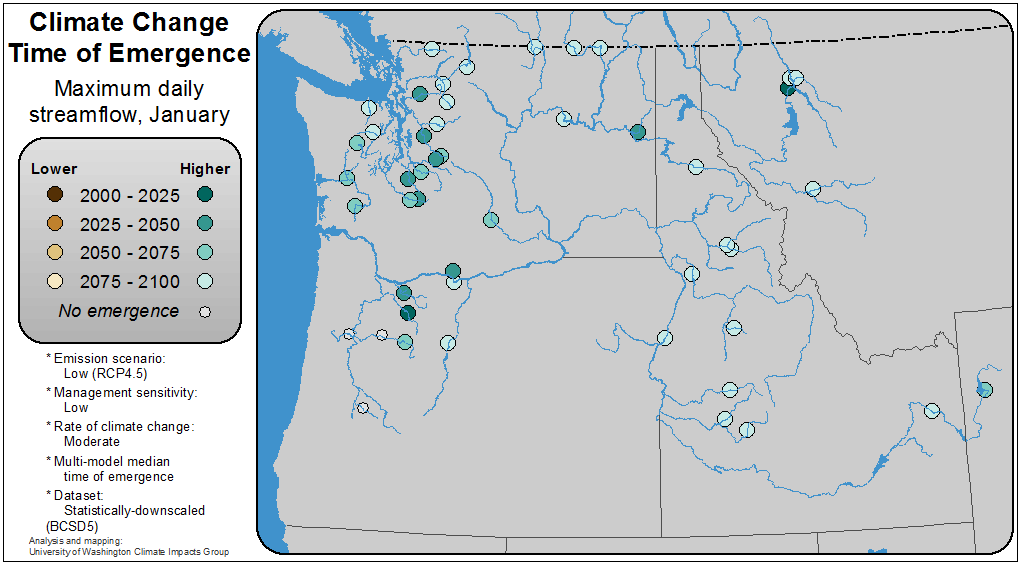 Climate Change
Time of Emergence
Maximum daily
streamflow, January
Lower Higher
2000 - 2025
2025 - 2050
2050 - 2075
2075 - 2100
No emergence
* Emission scenario:
Low (RCP4.5)
* Management sensitivity:
Low
* Rate of climate change:
Moderate
* Multi-model median
time of emergence
* Dataset:
Statistically-downscaled
(BCSD5)
Analysis and mapping:
University of Washington Climate Impacts Group